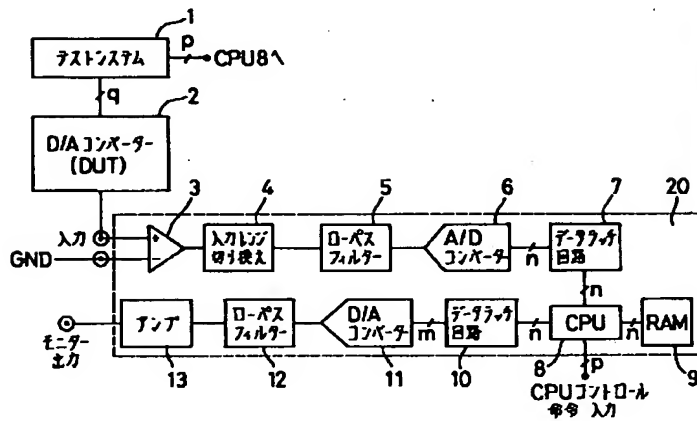 1
テストシステム
p
CPU8へ
q
2
D/Aコンバーター
(DUT)
3
4
5
6
7
20
入力
GND
+
−
入力レンジ
切り換え
ローパス
フィルター
A/D
コンバーター
n
データラッチ
回路
n
モニター
出力
アンプ
ローパス
フィルター
D/A
コンバーター
m
データラッチ
回路
n
CPU
n
RAM
13
12
11
10
8
p
9
CPUコントロール
命令 入力